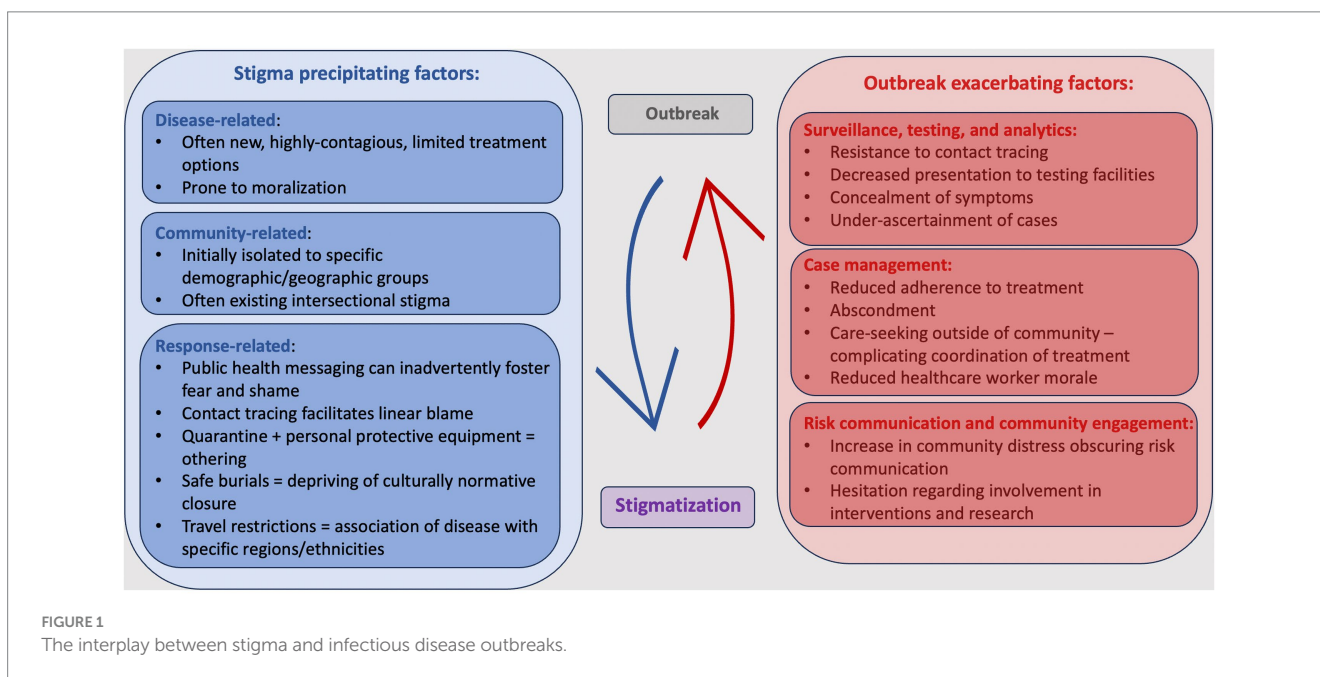 Stigma precipitating factors:
Disease-related:
• Often new, highly-contagious, limited treatment
options
• Prone to moralization
Community-related:
• Initially isolated to specific
demographic/geographic groups
• Often existing intersectional stigma
Response-related:
• Public health messaging can inadvertently foster
fear and shame
• Contact tracing facilitates linear blame
• Quarantine + personal protective equipment =
othering
• Safe burials = depriving of culturally normative
closure
• Travel restrictions = association of disease with
specific regions/ethnicities
Outbreak
Stigmatization
Outbreak exacerbating factors:
Surveillance, testing, and analytics:
• Resistance to contact tracing
• Decreased presentation to testing facilities
• Concealment of symptoms
• Under-ascertainment of cases
Case management:
• Reduced adherence to treatment
• Abscondment
• Care-seeking outside of community –
complicating coordination of treatment
• Reduced healthcare worker morale
Risk communication and community engagement:
• Increase in community distress obscuring risk
communication
• Hesitation regarding involvement in
interventions and research
FIGURE 1
The interplay between stigma and infectious disease outbreaks.